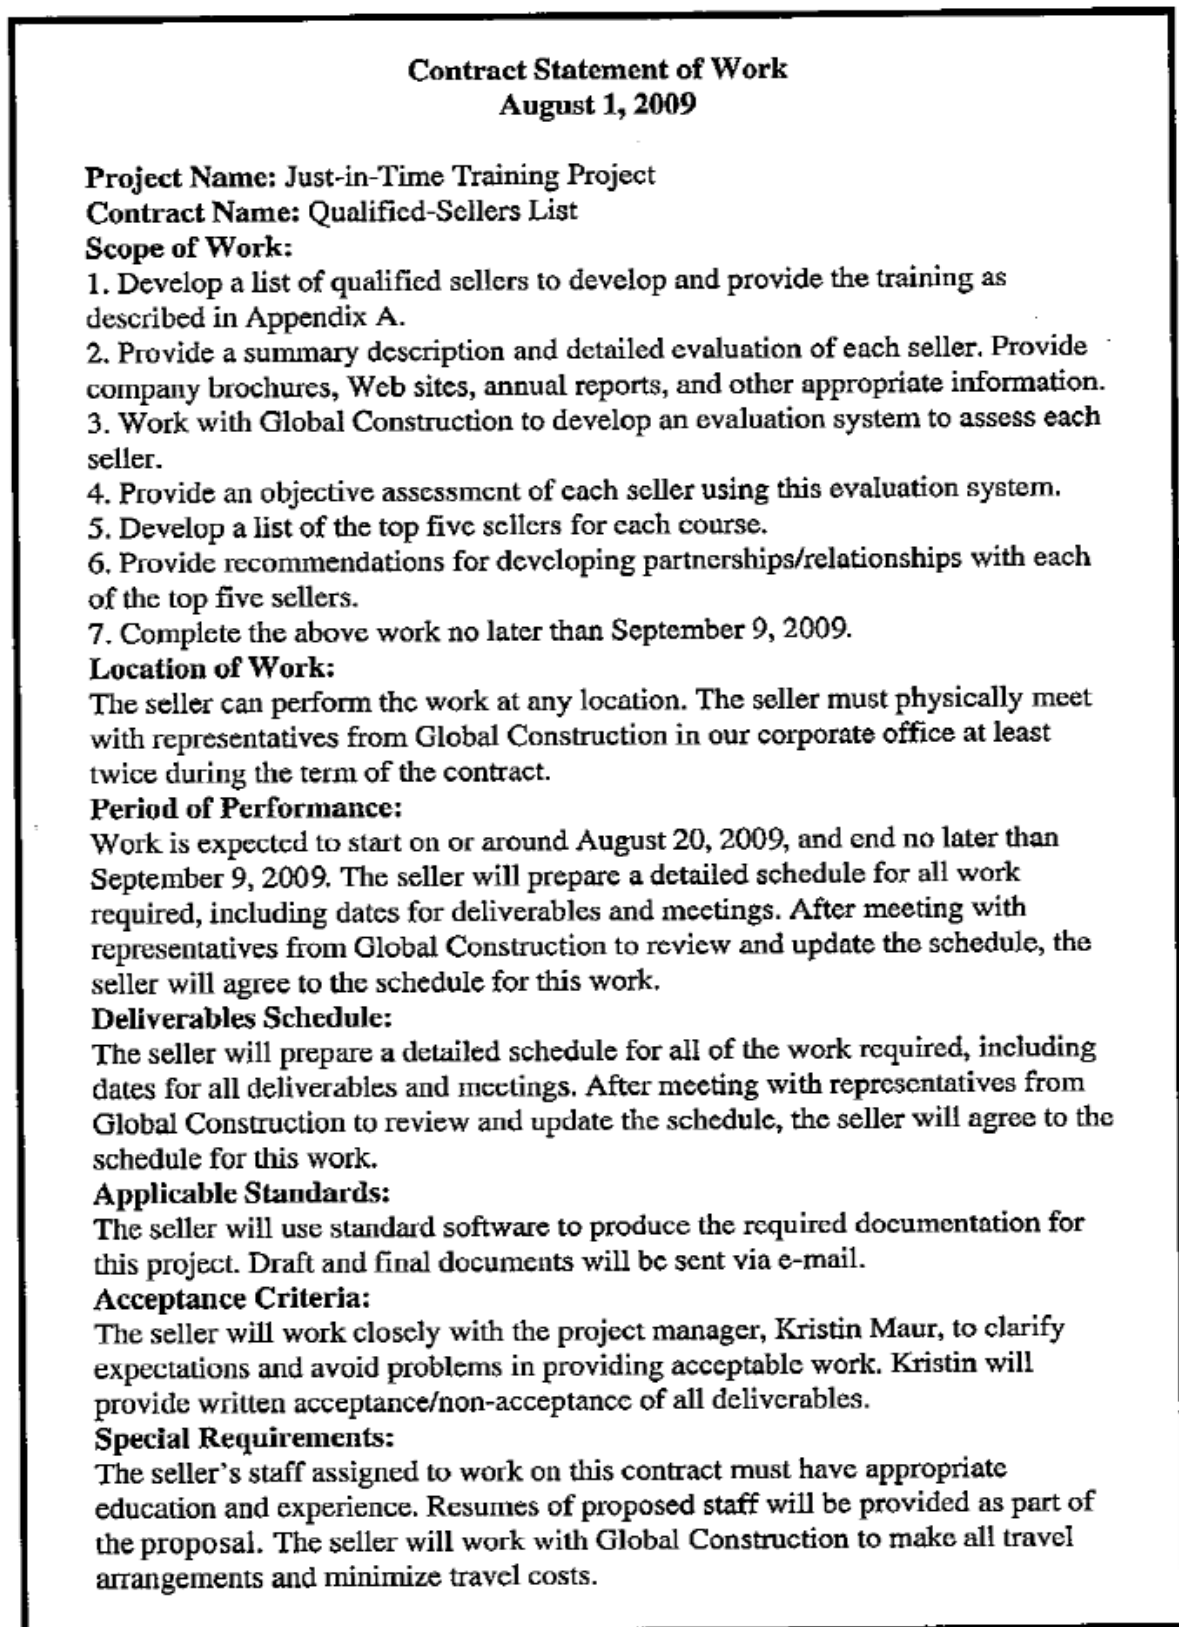 Contract Statement of Work
August 1, 2009
Project Name: Just-in-Time Training Project
Contract Name: Qualified-Sellers List
Scope of Work:
1. Develop a list of qualified sellers to develop and provide the training as
described in Appendix A.
2. Provide a summary description and detailed evaluation of each seller. Provide
company brochures, Web sites, annual reports, and other appropriate information.
3. Work with Global Construction to develop an evaluation system to assess each
seller.
4. Provide an objective assessment of each seller using this evaluation system.
5. Develop a list of the top five sellers for each course.
6. Provide recommendations for developing partnerships/relationships with each
of the top five sellers.
7. Complete the above work no later than September 9, 2009.
Location of Work:
The seller can perform the work at any location. The seller must physically meet
with representatives from Global Construction in our corporate office at least
twice during the term of the contract.
Period of Performance:
Work is expected to start on or around August 20, 2009, and end no later than
September 9, 2009. The seller will prepare a detailed schedule for all work
required, including dates for deliverables and meetings. After meeting with
representatives from Global Construction to review and update the schedule, the
seller will agree to the schedule for this work.
Deliverables Schedule:
The seller will prepare a detailed schedule for all of the work required, including
dates for all deliverables and meetings. After meeting with representatives from
Global Construction to review and update the schedule, the seller will agree to the
schedule for this work.
Applicable Standards:
The seller will use standard software to produce the required documentation for
this project. Draft and final documents will be sent via e-mail.
Acceptance Criteria:
The seller will work closely with the project manager, Kristin Maur, to clarify
expectations and avoid problems in providing acceptable work. Kristin will
provide written acceptance/non-acceptance of all deliverables.
Special Requirements:
The seller's staff assigned to work on this contract must have appropriate
education and experience. Resumes of proposed staff will be provided as part of
the proposal. The seller will work with Global Construction to make all travel
arrangements and minimize travel costs.